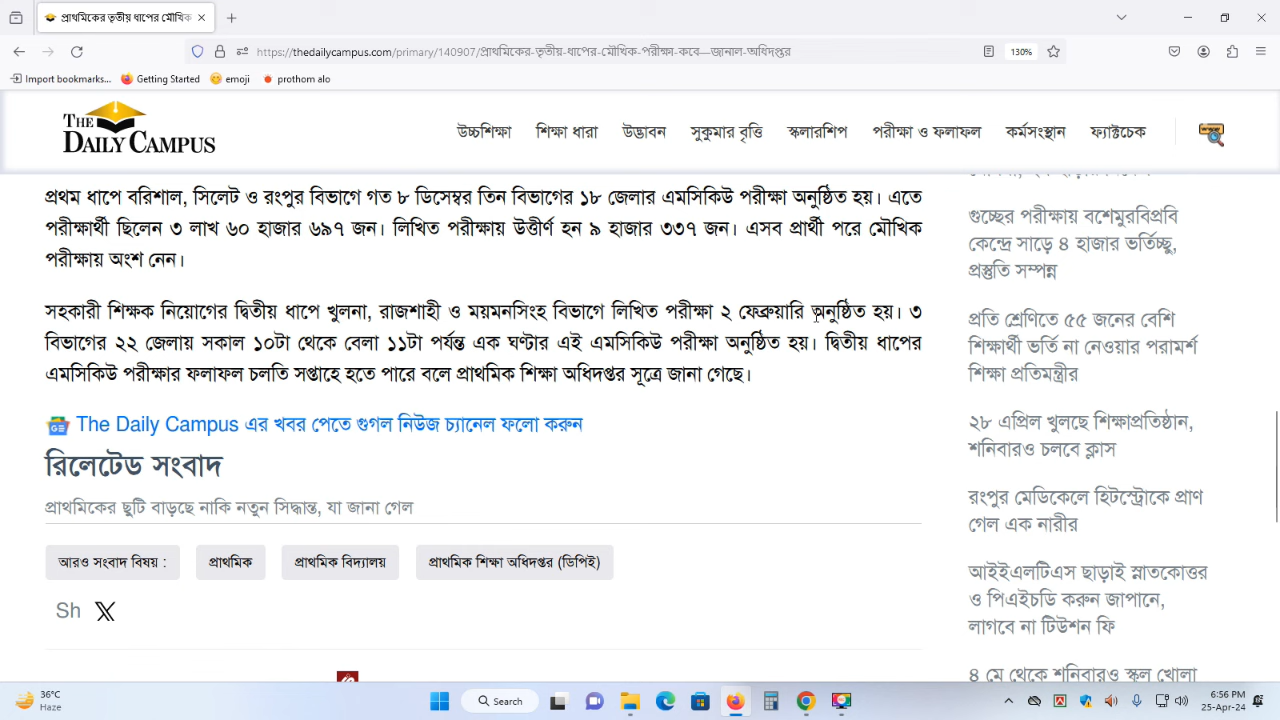 প্রাথমিকের তৃতীয় ধাপের মৌখিক
https://thedailycampus.com/primary/140907/প্রাথমিকের-তৃতীয়-ধাপের-মৌখিক-পরীক্ষা-কবে—জানাল-অধিদপ্তর
130%
Import bookmarks...
Getting Started
emoji
prothom alo
THE
DAILY CAMPUS
উচ্চশিক্ষা
শিক্ষা ধারা
উদ্ভাবন
সুকুমার বৃত্তি
স্কলারশিপ
পরীক্ষা ও ফলাফল
কর্মসংস্থান
ফ্যাক্টচেক
প্রথম ধাপে বরিশাল, সিলেট ও রংপুর বিভাগে গত ৮ ডিসেম্বর তিন বিভাগের ১৮ জেলার এমসিকিউ পরীক্ষা অনুষ্ঠিত হয়। এতে
পরীক্ষার্থী ছিলেন ৩ লাখ ৬০ হাজার ৬৯৭ জন। লিখিত পরীক্ষায় উত্তীর্ণ হন ৯ হাজার ৩৩৭ জন। এসব প্রার্থী পরে মৌখিক
পরীক্ষায় অংশ নেন।
সহকারী শিক্ষক নিয়োগের দ্বিতীয় ধাপে খুলনা, রাজশাহী ও ময়মনসিংহ বিভাগে লিখিত পরীক্ষা ২ ফেব্রুয়ারি অনুষ্ঠিত হয়। ৩
বিভাগের ২২ জেলায় সকাল ১০টা থেকে বেলা ১১টা পর্যন্ত এক ঘণ্টার এই এমসিকিউ পরীক্ষা অনুষ্ঠিত হয়। দ্বিতীয় ধাপের
এমসিকিউ পরীক্ষার ফলাফল চলতি সপ্তাহে হতে পারে বলে প্রাথমিক শিক্ষা অধিদপ্তর সূত্রে জানা গেছে।
The Daily Campus এর খবর পেতে গুগল নিউজ চ্যানেল ফলো করুন
রিলেটেড সংবাদ
প্রাথমিকের ছুটি বাড়ছে নাকি নতুন সিদ্ধান্ত, যা জানা গেল
আরও সংবাদ বিষয় :
প্রাথমিক
প্রাথমিক বিদ্যালয়
প্রাথমিক শিক্ষা অধিদপ্তর (ডিপিই)
Sh
গুচ্ছের পরীক্ষায় বশেমুরবিপ্রবি
কেন্দ্রে সাড়ে ৪ হাজার ভর্তিচ্ছু,
প্রস্তুতি সম্পন্ন
প্রতি শ্রেণিতে ৫৫ জনের বেশি
শিক্ষার্থী ভর্তি না নেওয়ার পরামর্শ
শিক্ষা প্রতিমন্ত্রীর
২৮ এপ্রিল খুলছে শিক্ষাপ্রতিষ্ঠান,
শনিবারও চলবে ক্লাস
রংপুর মেডিকেলে হিটস্ট্রোকে প্রাণ
গেল এক নারীর
আইইএলটিএস ছাড়াই স্নাতকোত্তর
ও পিএইচডি করুন জাপানে,
লাগবে না টিউশন ফি
৪ মে থেকে শনিবারও স্কুল খোলা
36°C
Haze
Search
6:56 PM
25-Apr-24